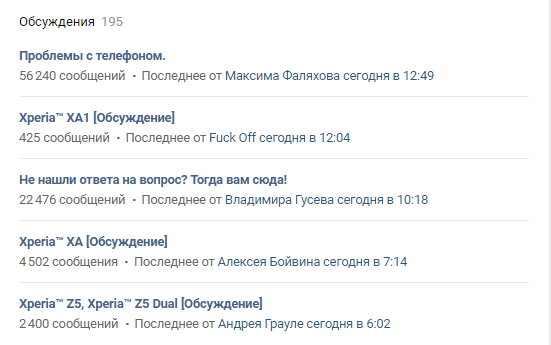 Обсуждения 195
Проблемы с телефоном.
56 240 сообщений • Последнее от Максима Фаляхова сегодня в 12:49
Xperia™ XA1 [Обсуждение]
425 сообщений • Последнее от Fuck Off сегодня в 12:04
Не нашли ответа на вопрос? Тогда вам сюда!
22 476 сообщений • Последнее от Владимира Гусева сегодня в 10:18
Xperia™ XA [Обсуждение]
4 502 сообщения • Последнее от Алексея Бойвина сегодня в 7:14
Xperia™ Z5, Xperia™ Z5 Dual [Обсуждение]
2 400 сообщений • Последнее от Андрея Грауле сегодня в 6:02